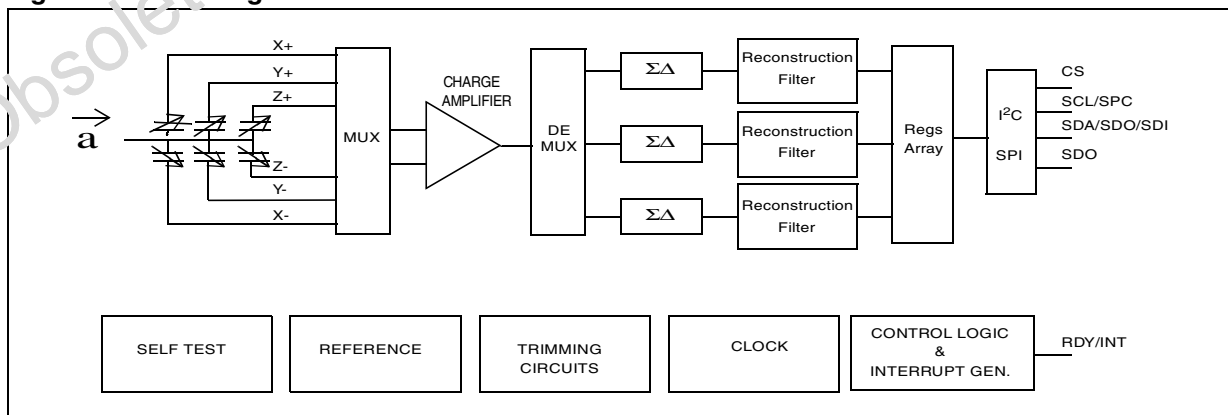 Obsolet
X+
Y+
Z+
a
Z-
Y-
X-
MUX
CHARGE
AMPLIFIER
DE
MUX
ΣΔ
ΣΔ
ΣΔ
Reconstruction
Filter
Reconstruction
Filter
Reconstruction
Filter
Regs
Array
I²C
SPI
CS
SCL/SPC
SDA/SDO/SDI
SDO
SELF TEST
REFERENCE
TRIMMING
CIRCUITS
CLOCK
CONTROL LOGIC
&
INTERRUPT GEN.
RDY/INT